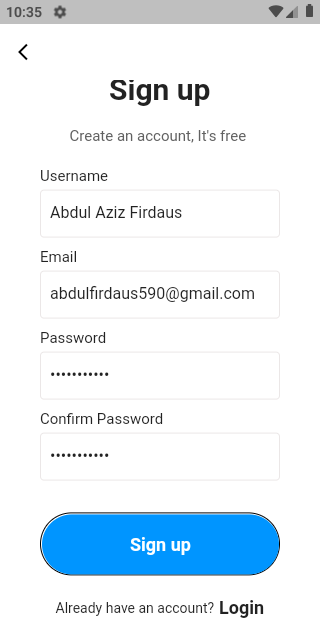 10:35
Sign up
Create an account, It's free
Username
Abdul Aziz Firdaus
Email
abdulfirdaus590@gmail.com
Password
•••••••••••
Confirm Password
•••••••••••
Sign up
Already have an account? Login